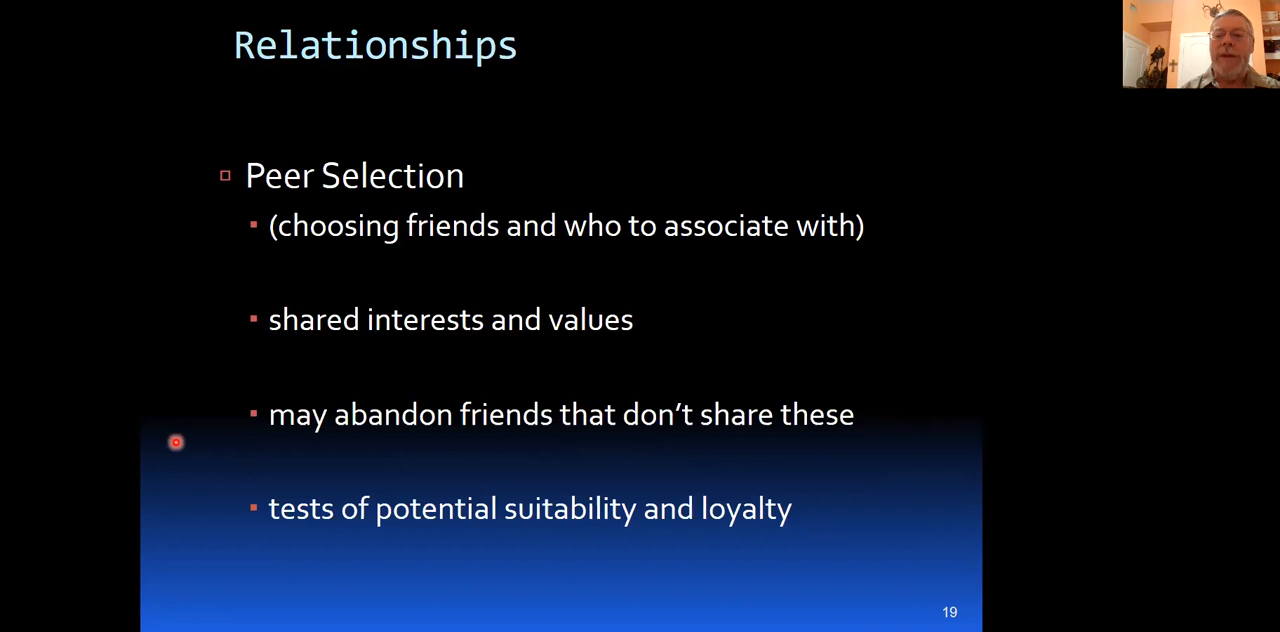 Relationships
Peer Selection
(choosing friends and who to associate with)
shared interests and values
may abandon friends that don’t share these
tests of potential suitability and loyalty
19